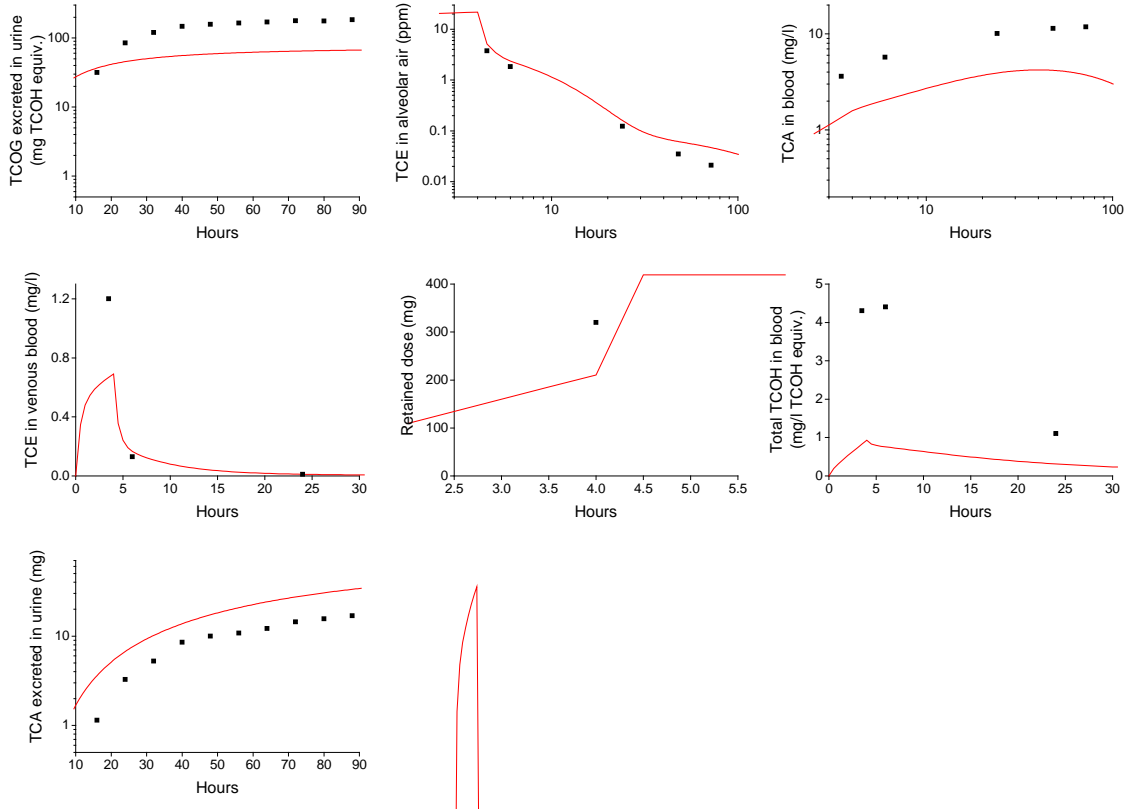 TCOG excreted in urine
(mg TCOH equiv.)
100
10
1
10 20 30 40 50 60 70 80 90
Hours
TCE in alveolar air (ppm)
10
1
0.1
0.01
10 100
Hours
TCA in blood (mg/l)
10
1
10 100
Hours
TCE in venous blood (mg/l)
1.2
0.8
0.4
0.0
0 5 10 15 20 25 30
Hours
Retained dose (mg)
400
300
200
100
0
2.5 3.0 3.5 4.0 4.5 5.0 5.5
Hours
Total TCOH in blood
(mg/l TCOH equiv.)
5
4
3
2
1
0
0 5 10 15 20 25 30
Hours
TCA excreted in urine (mg)
10
1
10 20 30 40 50 60 70 80 90
Hours